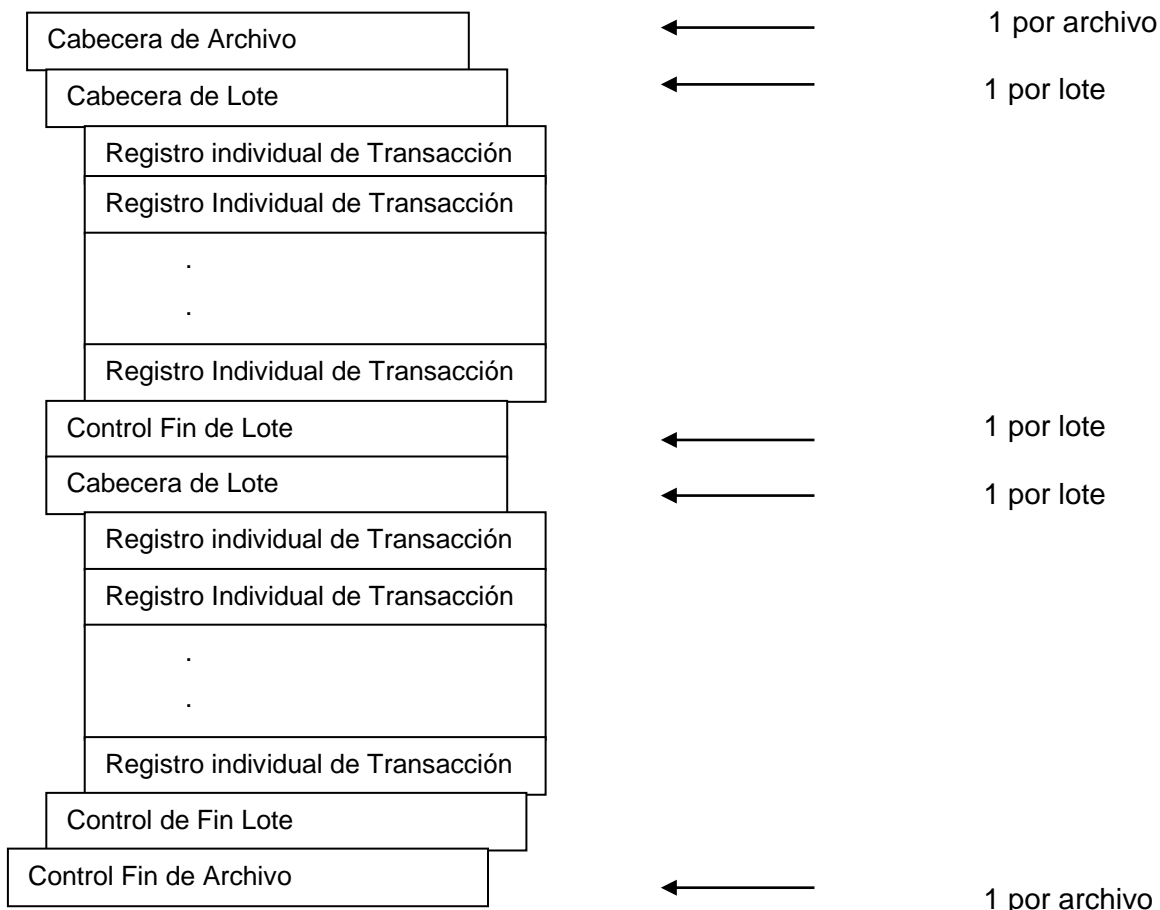 Cabecera de Archivo 1 por archivo
Cabecera de Lote 1 por lote
Registro individual de Transacción
Registro Individual de Transacción
.
.
Registro Individual de Transacción
Control Fin de Lote 1 por lote
Cabecera de Lote 1 por lote
Registro individual de Transacción
Registro Individual de Transacción
.
.
Registro individual de Transacción
Control de Fin Lote
Control Fin de Archivo 1 por archivo